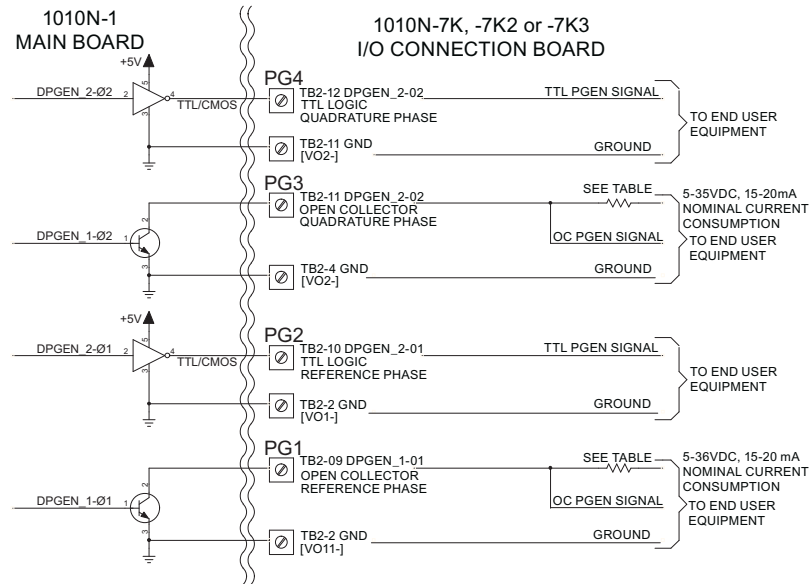 1010N-1
MAIN BOARD
1010N-7K, -7K2 or -7K3
I/O CONNECTION BOARD
+5V
DPGEN_2-Ø2
2
5
3
4
TTL/CMOS
PG4
TB2-12 DPGEN_2-02
TTL LOGIC
QUADRATURE PHASE
TTL PGEN SIGNAL
TB2-11 GND
[VO2-]
GROUND
TO END USER
EQUIPMENT
DPGEN_1-Ø2
1
2
3
PG3
TB2-11 DPGEN_2-02
OPEN COLLECTOR
QUADRATURE PHASE
SEE TABLE
OC PGEN SIGNAL
TB2-4 GND
[VO2-]
GROUND
5-35VDC, 15-20mA
NOMINAL CURRENT
CONSUMPTION
TO END USER
EQUIPMENT
+5V
DPGEN_2-Ø1
2
5
3
4
TTL/CMOS
PG2
TB2-10 DPGEN_2-01
TTL LOGIC
REFERENCE PHASE
TTL PGEN SIGNAL
TB2-2 GND
[VO1-]
GROUND
TO END USER
EQUIPMENT
DPGEN_1-Ø1
1
2
3
PG1
TB2-09 DPGEN_1-01
OPEN COLLECTOR
REFERENCE PHASE
SEE TABLE
OC PGEN SIGNAL
TB2-2 GND
[VO11-]
GROUND
5-36VDC, 15-20 mA
NOMINAL CURRENT
CONSUMPTION
TO END USER
EQUIPMENT